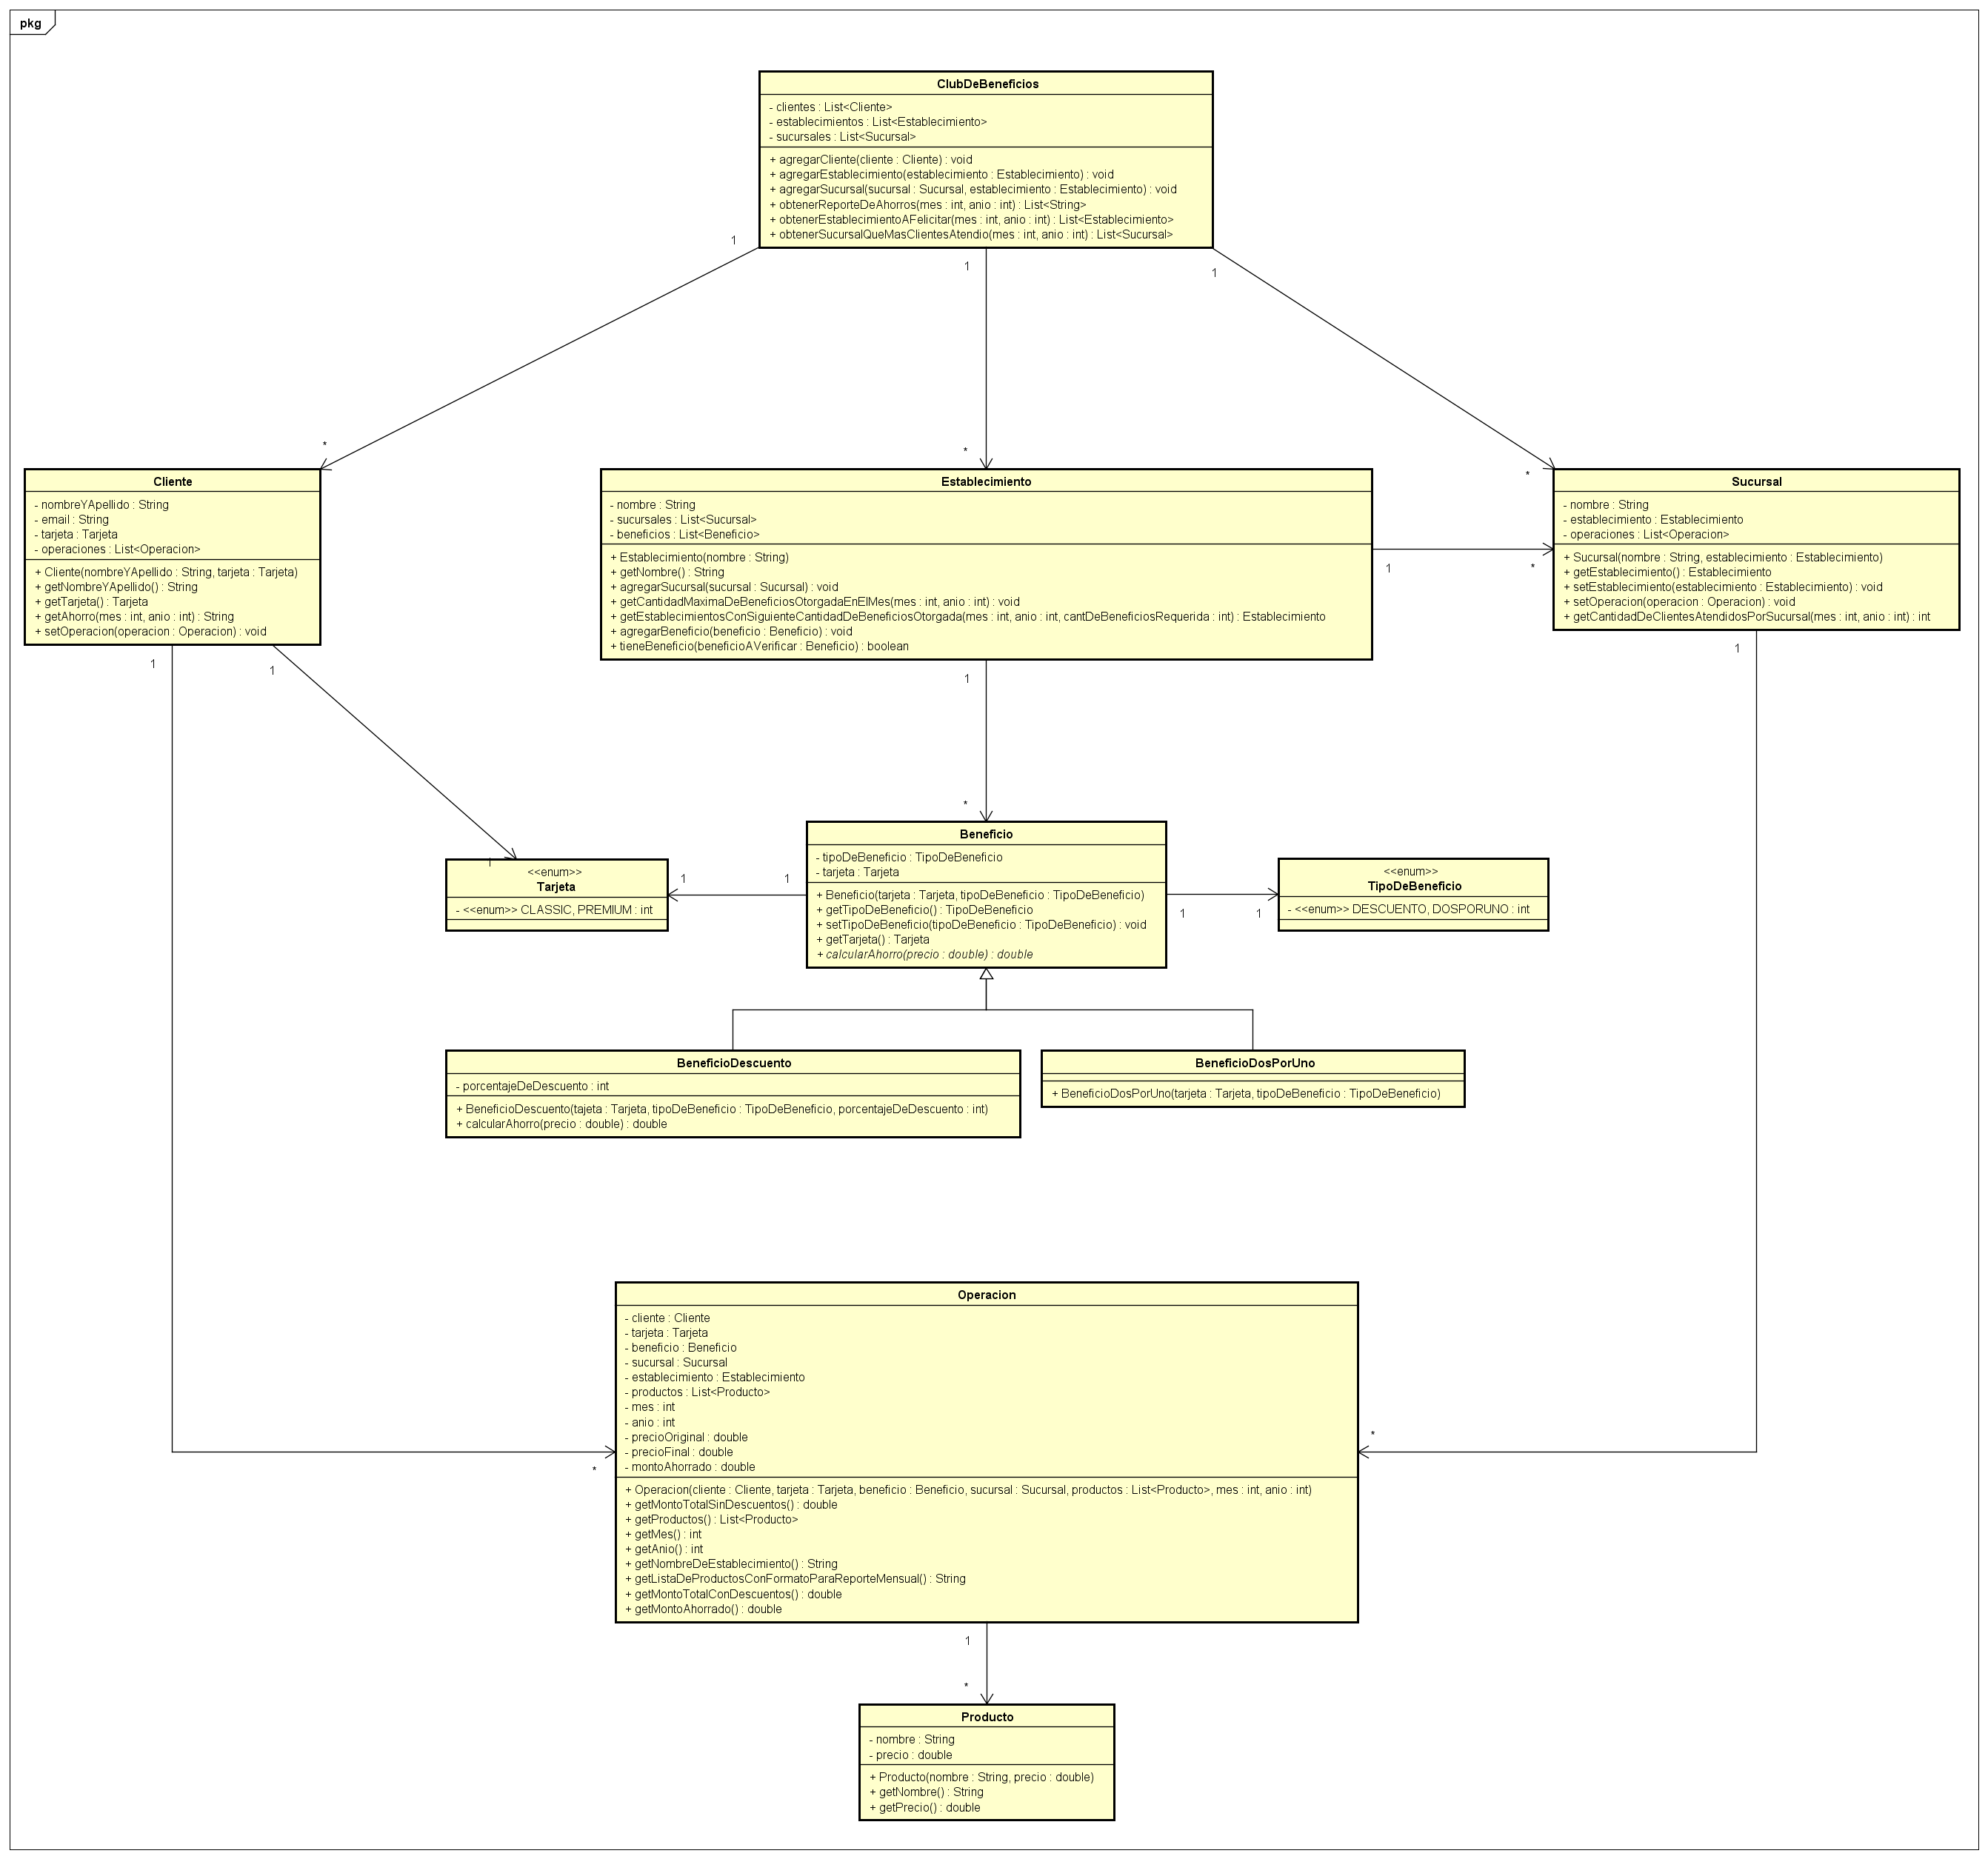 pkg
ClubDeBeneficios
- clientes : List<Cliente>
- establecimientos : List<Establecimiento>
- sucursales : List<Sucursal>
+ agregarCliente(cliente : Cliente) : void
+ agregarEstablecimiento(establecimiento : Establecimiento) : void
+ agregarSucursal(sucursal : Sucursal, establecimiento : Establecimiento) : void
+ obtenerReporteDeAhorros(mes : int, anio : int) : List<String>
+ obtenerEstablecimientoAFelicitar(mes : int, anio : int) : List<Establecimiento>
+ obtenerSucursalQueMasClientesAtendio(mes : int, anio : int) : List<Sucursal>
1
1
1
*
*
*
Cliente
- nombreYApellido : String
- email : String
- tarjeta : Tarjeta
- operaciones : List<Operacion>
+ Cliente(nombreYApellido : String, tarjeta : Tarjeta)
+ getNombreYApellido() : String
+ getTarjeta() : Tarjeta
+ getAhorro(mes : int, anio : int) : String
+ setOperacion(operacion : Operacion) : void
1
1
Establecimiento
- nombre : String
- sucursales : List<Sucursal>
- beneficios : List<Beneficio>
+ Establecimiento(nombre : String)
+ getNombre() : String
+ agregarSucursal(sucursal : Sucursal) : void
+ getCantidadMaximaDeBeneficiosOtorgadaEnElMes(mes : int, anio : int) : void
+ getEstablecimientosConSiguienteCantidadDeBeneficiosOtorgada(mes : int, anio : int, cantDeBeneficiosRequerida : int) : Establecimiento
+ agregarBeneficio(beneficio : Beneficio) : void
+ tieneBeneficio(beneficioAVerificar : Beneficio) : boolean
1
*
1
Sucursal
- nombre : String
- establecimiento : Establecimiento
- operaciones : List<Operacion>
+ Sucursal(nombre : String, establecimiento : Establecimiento)
+ getEstablecimiento() : Establecimiento
+ setEstablecimiento(establecimiento : Establecimiento) : void
+ setOperacion(operacion : Operacion) : void
+ getCantidadDeClientesAtendidosPorSucursal(mes : int, anio : int) : int
1
*
1
<<enum>>
Tarjeta
- <<enum>> CLASSIC, PREMIUM : int
1
1
Beneficio
- tipoDeBeneficio : TipoDeBeneficio
- tarjeta : Tarjeta
+ Beneficio(tarjeta : Tarjeta, tipoDeBeneficio : TipoDeBeneficio)
+ getTipoDeBeneficio() : TipoDeBeneficio
+ setTipoDeBeneficio(tipoDeBeneficio : TipoDeBeneficio) : void
+ getTarjeta() : Tarjeta
+ calcularAhorro(precio : double) : double
1
1
<<enum>>
TipoDeBeneficio
- <<enum>> DESCUENTO, DOSPORUNO : int
BeneficioDescuento
- porcentajeDeDescuento : int
+ BeneficioDescuento(tajeta : Tarjeta, tipoDeBeneficio : TipoDeBeneficio, porcentajeDeDescuento : int)
+ calcularAhorro(precio : double) : double
BeneficioDosPorUno
+ BeneficioDosPorUno(tarjeta : Tarjeta, tipoDeBeneficio : TipoDeBeneficio)
Operacion
- cliente : Cliente
- tarjeta : Tarjeta
- beneficio : Beneficio
- sucursal : Sucursal
- establecimiento : Establecimiento
- productos : List<Producto>
- mes : int
- anio : int
- precioOriginal : double
- precioFinal : double
- montoAhorrado : double
+ Operacion(cliente : Cliente, tarjeta : Tarjeta, beneficio : Beneficio, sucursal : Sucursal, productos : List<Producto>, mes : int, anio : int)
+ getMontoTotalSinDescuentos() : double
+ getProductos() : List<Producto>
+ getMes() : int
+ getAnio() : int
+ getNombreDeEstablecimiento() : String
+ getListaDeProductosConFormatoParaReporteMensual() : String
+ getMontoTotalConDescuentos() : double
+ getMontoAhorrado() : double
*
*
1
*
Producto
- nombre : String
- precio : double
+ Producto(nombre : String, precio : double)
+ getNombre() : String
+ getPrecio() : double